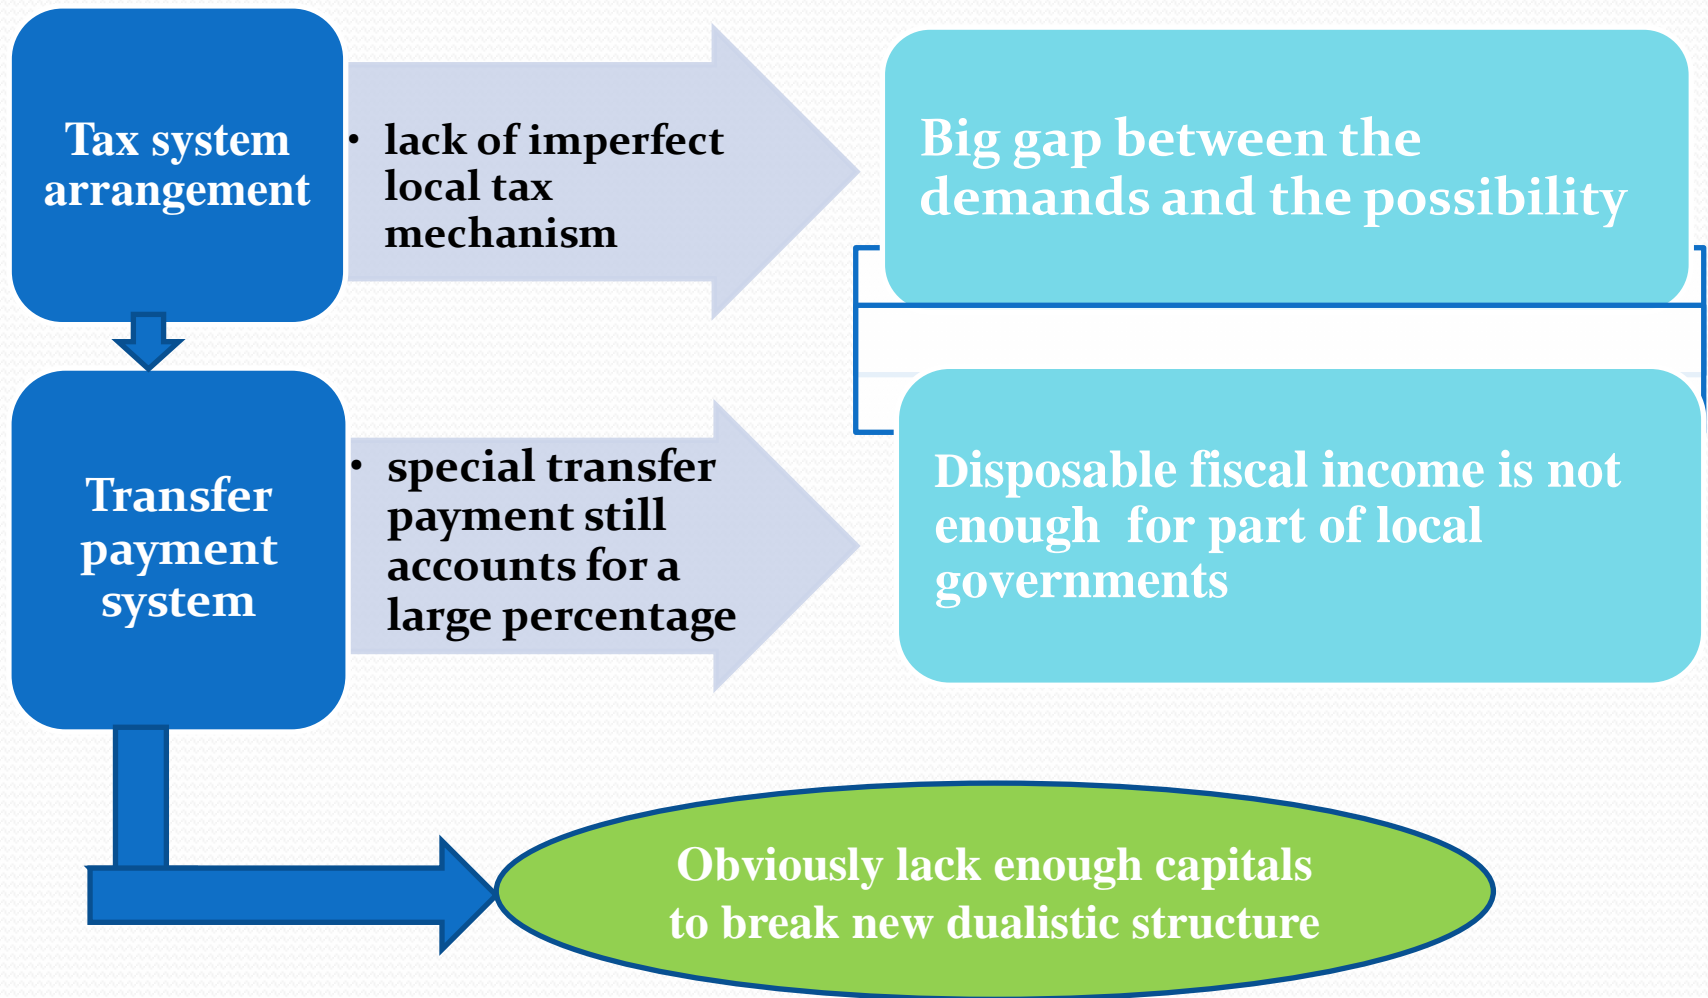 Tax system
arrangement
• lack of imperfect
local tax
mechanism
Big gap between the
demands and the possibility
Transfer
payment
system
• special transfer
payment still
accounts for a
large percentage
Disposable fiscal income is not
enough for part of local
governments
Obviously lack enough capitals
to break new dualistic structure